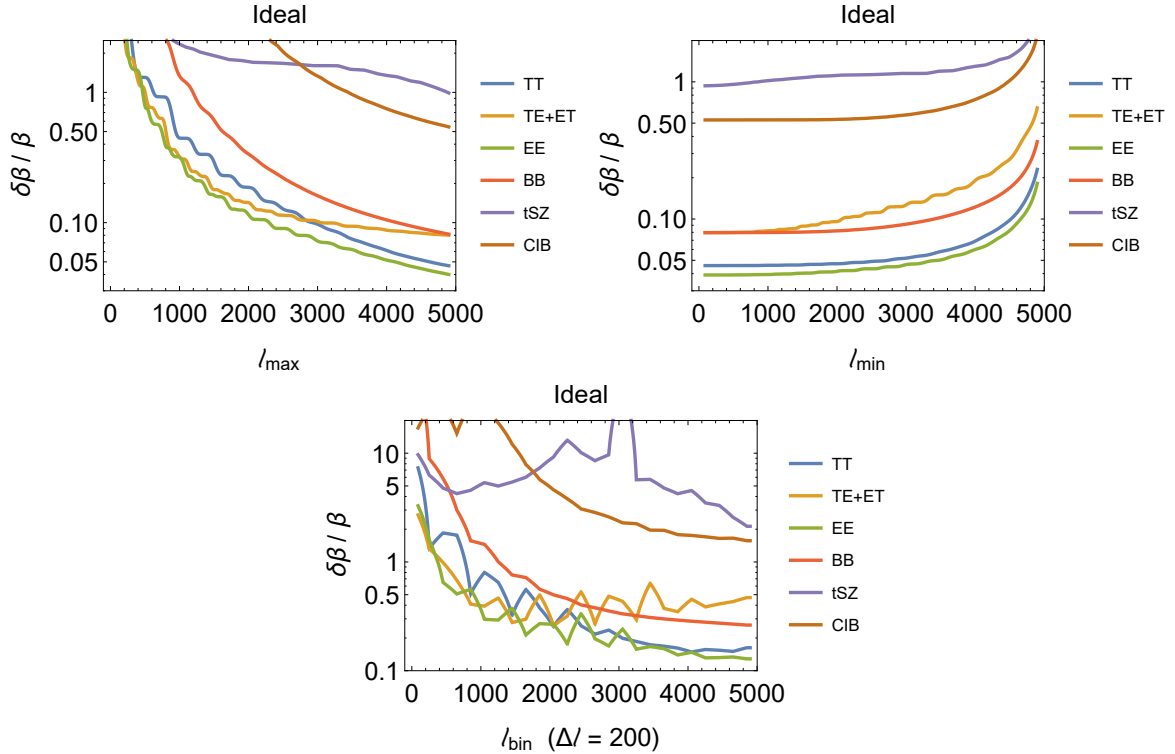 Ideal
δβ / β
1
0.50
0.10
0.05
0 1000 2000 3000 4000 5000
ℓmax
TT
TE+ET
EE
BB
tSZ
CIB
Ideal
δβ / β
1
0.50
0.10
0.05
0 1000 2000 3000 4000 5000
ℓmin
TT
TE+ET
EE
BB
tSZ
CIB
Ideal
δβ / β
10
5
1
0.5
0.1
0 1000 2000 3000 4000 5000
ℓbin (Δℓ = 200)
TT
TE+ET
EE
BB
tSZ
CIB